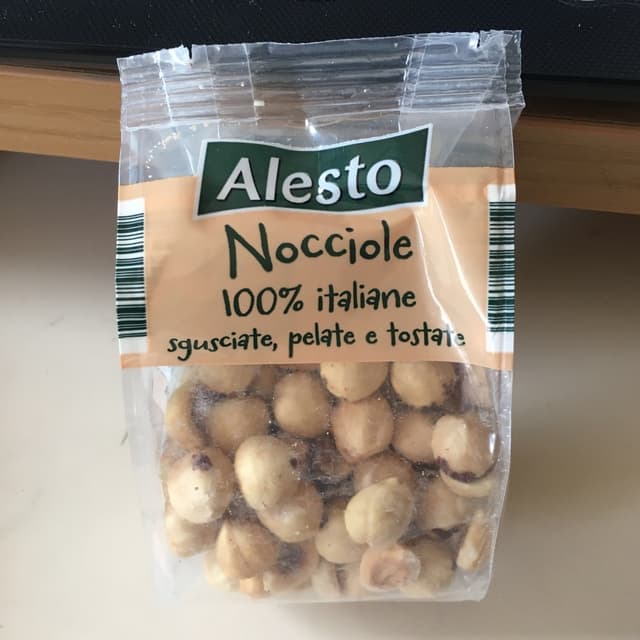 Alesto
Nocciole
100% italiane
sgusciate, pelate e tostate